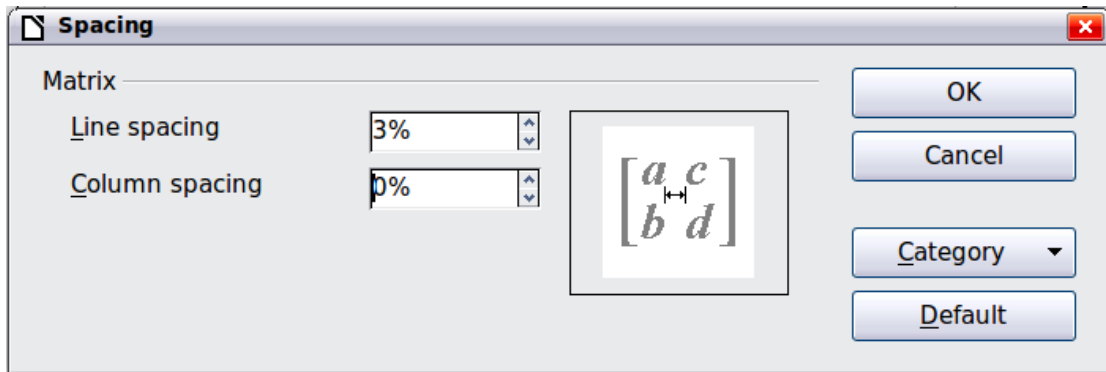 Spacing
Matrix
Line spacing
3%
Column spacing
0%
a c
b d
OK
Cancel
Category
Default